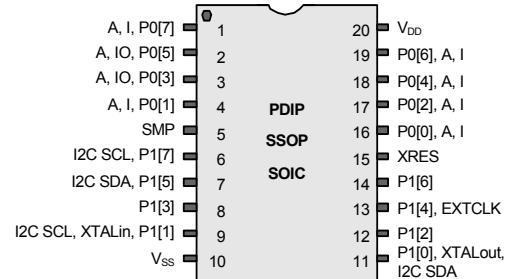 A, I, P0[7] 1 20 VDD
A, IO, P0[5] 2 19 P0[6], A, I
A, IO, P0[3] 3 18 P0[4], A, I
A, I, P0[1] 4 PDIP 17 P0[2], A, I
SMP 5 SSOP 16 P0[0], A, I
I2C SCL, P1[7] 6 SOIC 15 XRES
I2C SDA, P1[5] 7 14 P1[6]
P1[3] 8 13 P1[4], EXTCLK
I2C SCL, XTALin, P1[1] 9 12 P1[2]
VSS 10 11 P1[0], XTALout,
I2C SDA